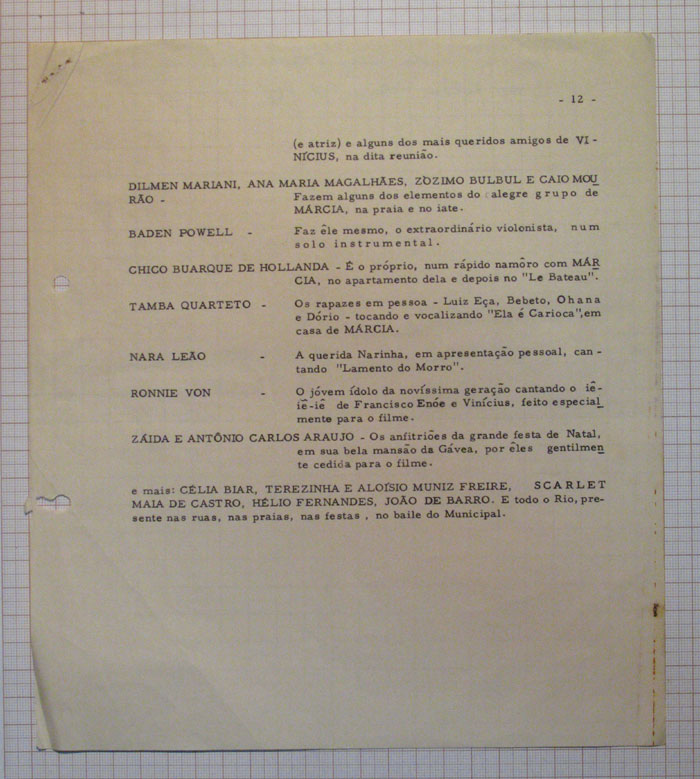 - 12 -
(e atriz) e alguns dos mais queridos amigos de VI-
NÍCIUS, na dita reunião.
DILMEN MARIANI, ANA MARIA MAGALHÃES, ZÒZIMO BULBUL E CAIO MOU
RÃO - Fazem alguns dos elementos do alegre grupo de
MÁRCIA, na praia e no iate.
BADEN POWELL - Faz êle mesmo, o extraordinário violonista, num
solo instrumental.
CHICO BUARQUE DE HOLLANDA - É o próprio, num rápido namôro com MÁR
CIA, no apartamento dela e depois no "Le Bateau".
TAMBA QUARTETO - Os rapazes em pessoa - Luiz Eça, Bebeto, Ohana
e Dório - tocando e vocalizando "Ela é Carioca", em
casa de MÁRCIA.
NARA LEÃO - A querida Narinha, em apresentação pessoal, can-
tando "Lamento do Morro".
RONNIE VON - O jóvem ídolo da novíssima geração cantando o iê-
iê-iê de Francisco Enóe e Vinícius, feito especial
mente para o filme.
ZÁIDA E ANTÔNIO CARLOS ARAUJO - Os anfitriões da grande festa de Natal,
em sua bela mansão da Gávea, por êles gentilmen
te cedida para o filme.
e mais: CÉLIA BIAR, TEREZINHA E ALOÍSIO MUNIZ FREIRE, SCARLET
MAIA DE CASTRO, HÉLIO FERNANDES, JOÃO DE BARRO. E todo o Rio, pre-
sente nas ruas, nas praias, nas festas, no baile do Municipal.